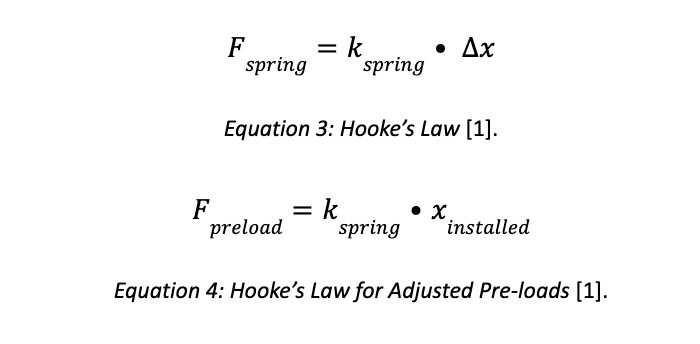 F_spring = k_spring • Δx
Equation 3: Hooke’s Law [1].
F_preload = k_spring • x_installed
Equation 4: Hooke’s Law for Adjusted Pre-loads [1].